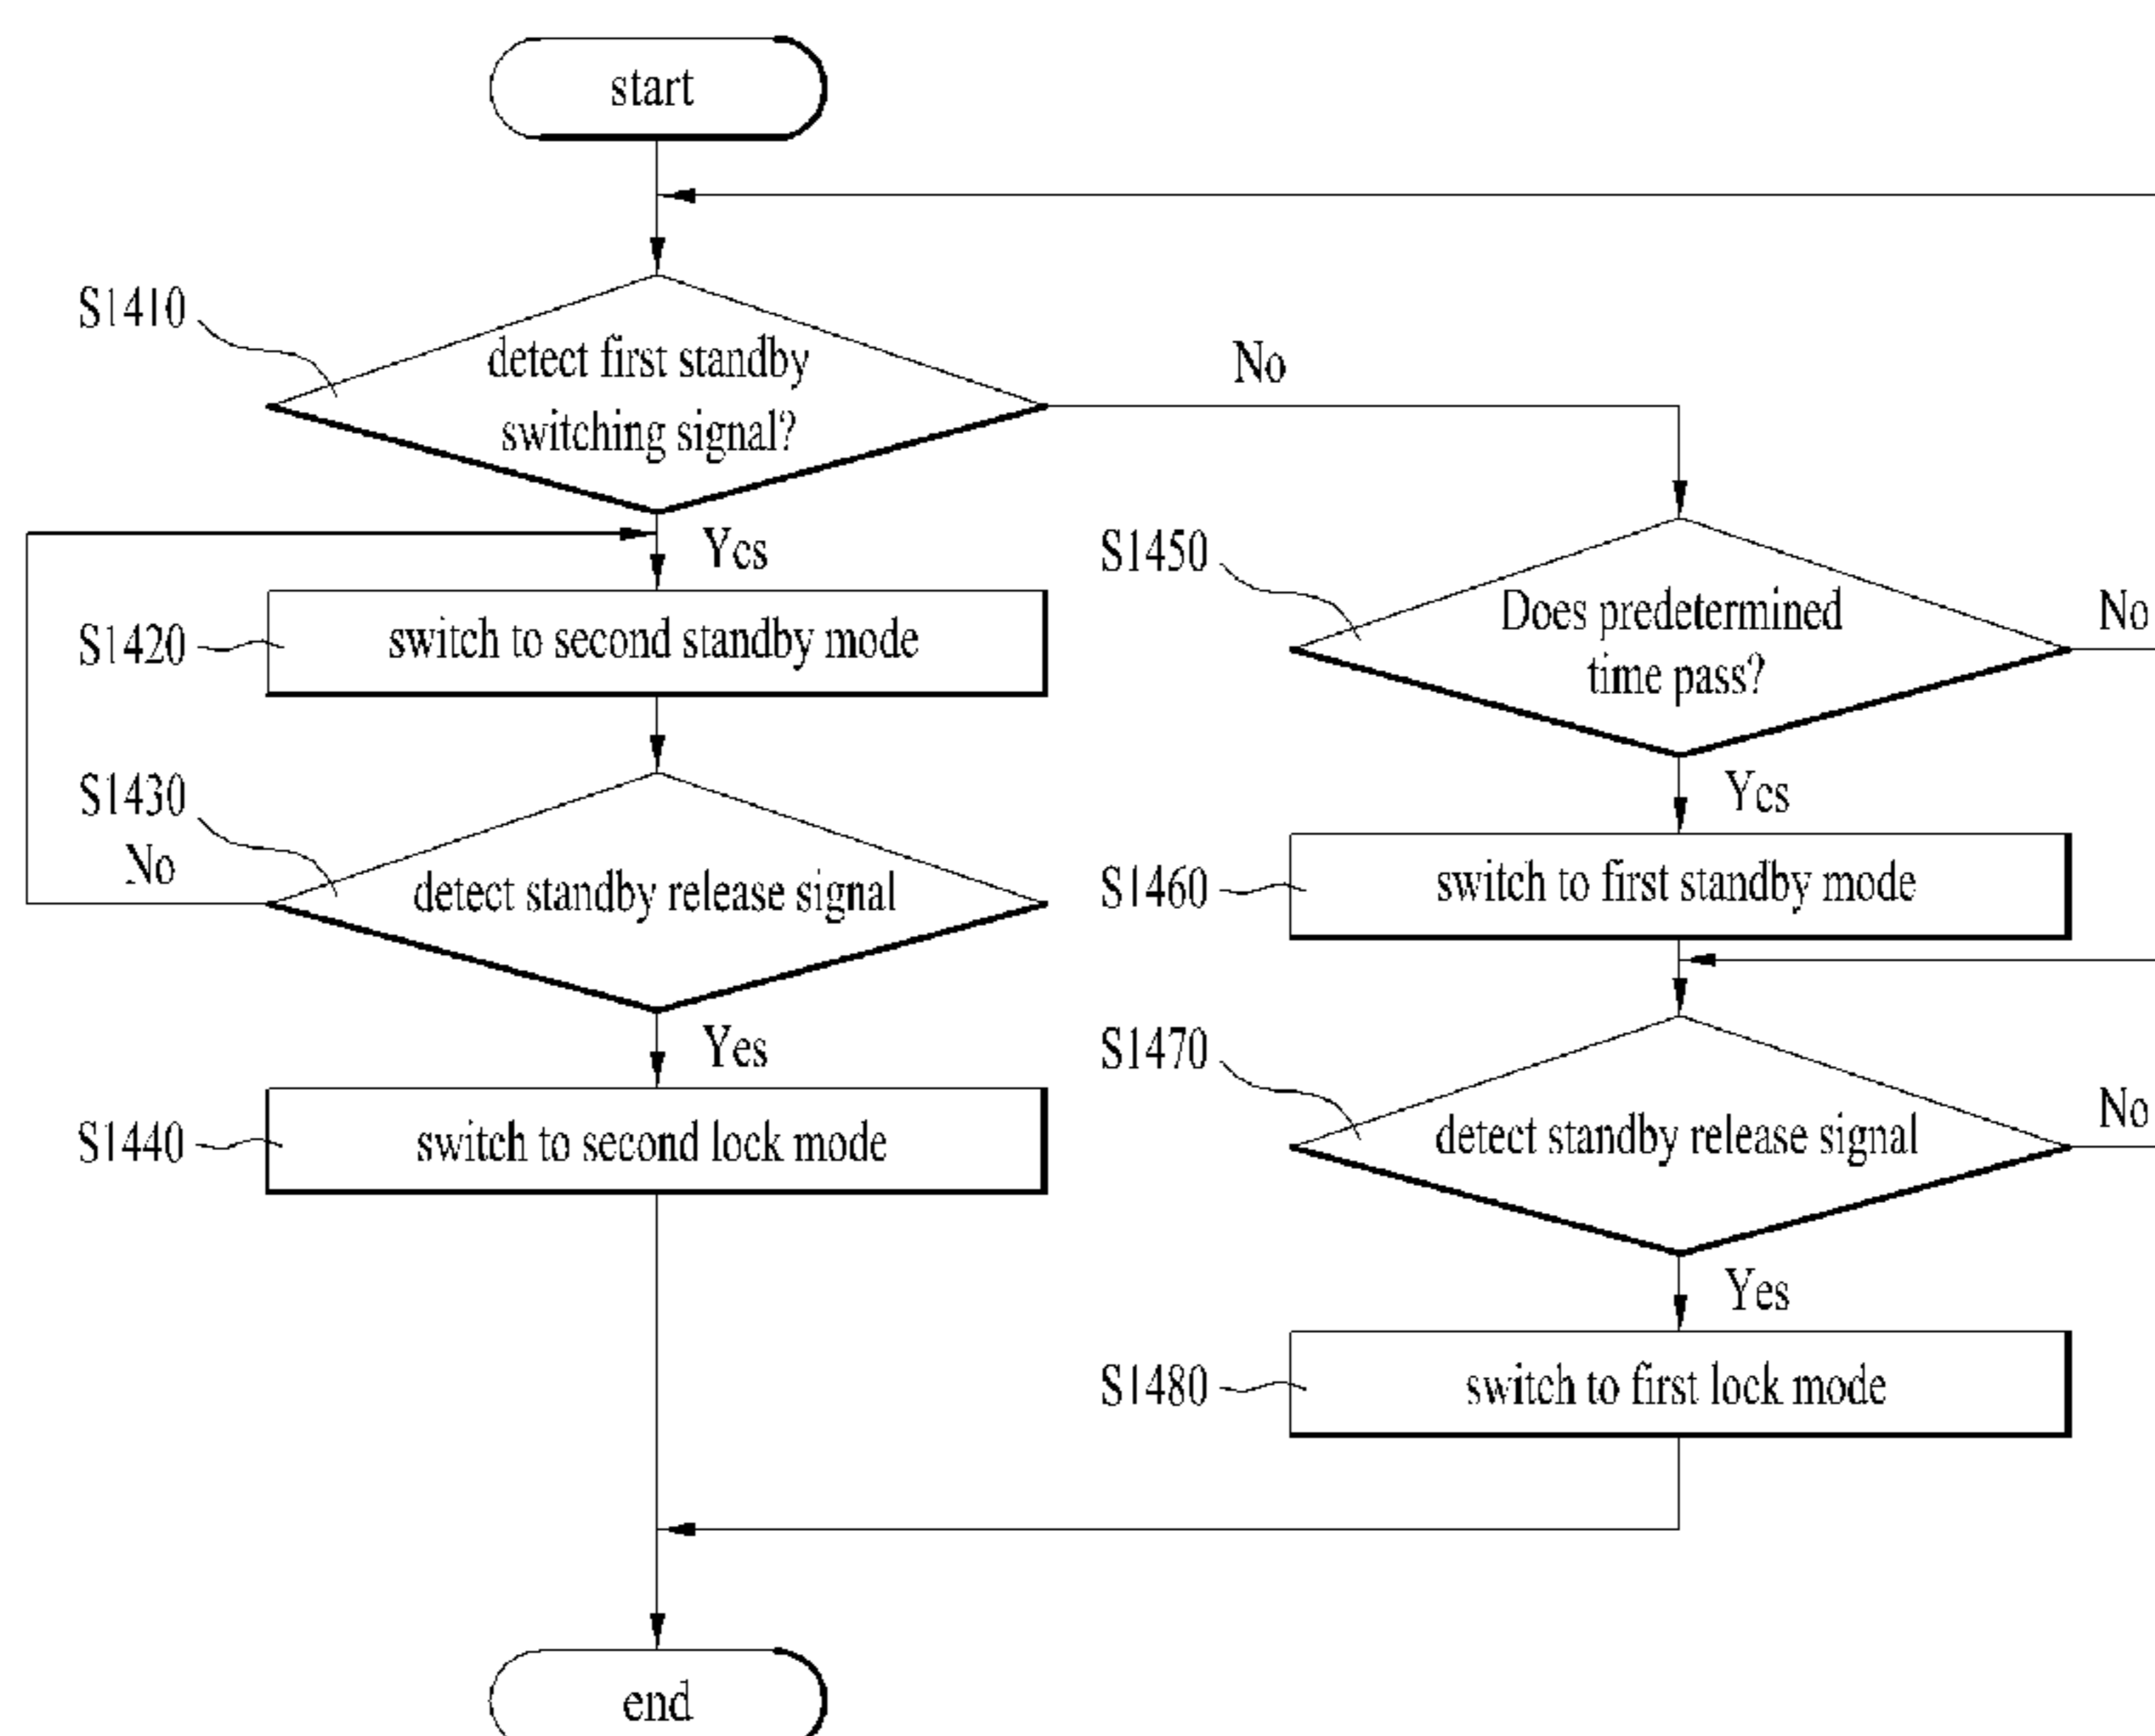 start
S1410
detect first standby
switching signal?
No
Yes
S1420
switch to second standby mode
S1430
No
detect standby release signal
Yes
S1440
switch to second lock mode
S1450
Does predetermined
time pass?
No
Yes
S1460
switch to first standby mode
S1470
detect standby release signal
No
Yes
S1480
switch to first lock mode
end